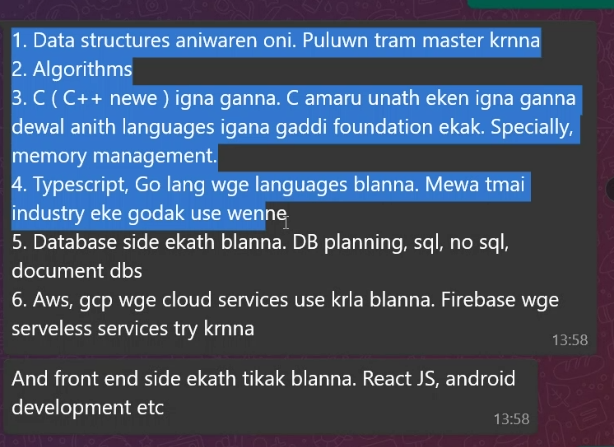 1. Data structures aniwaren oni. Puluwn tram master krnna
2. Algorithms
3. C ( C++ newe ) igna ganna. C amaru unath eken igna ganna
dewal anith languages igana gaddi foundation ekak. Specially,
memory management.
4. Typescript, Go lang wge languages blanna. Mewa tmai
industry eke godak use wenne
5. Database side ekath blanna. DB planning, sql, no sql,
document dbs
6. Aws, gcp wge cloud services use krla blanna. Firebase wge
serveless services try krnna
13:58
And front end side ekath tikak blanna. React JS, android
development etc
13:58